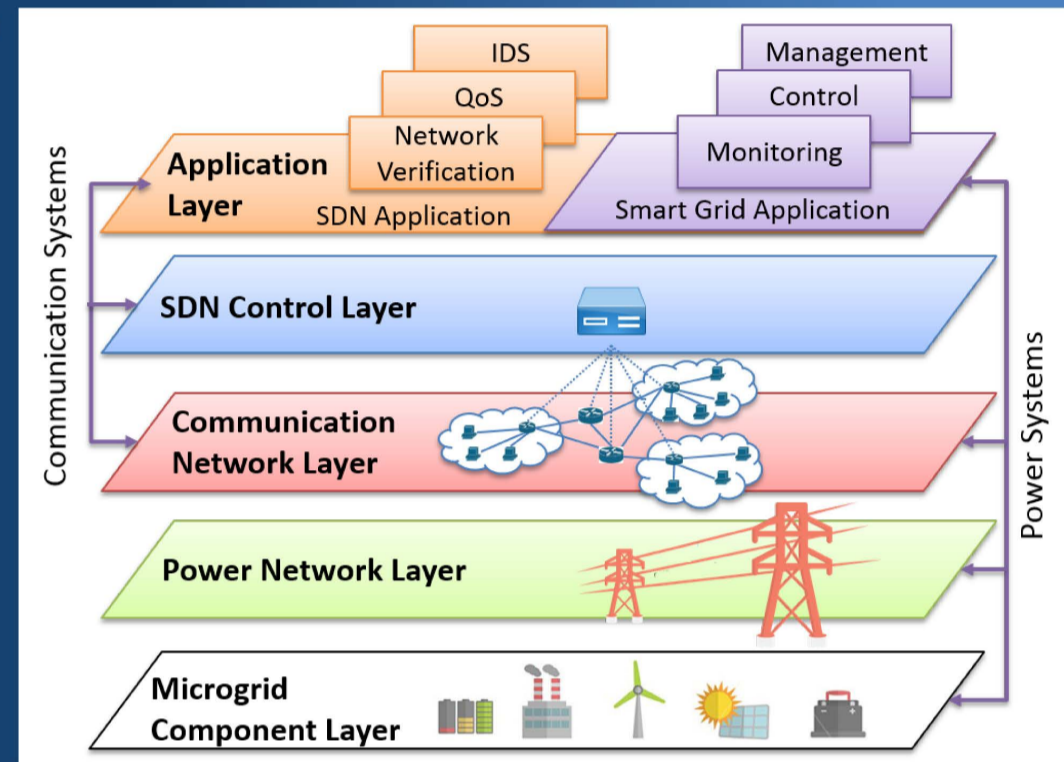 IDS
Management
QoS
Control
Network
Verification
Monitoring
Application
Layer
SDN Application
Smart Grid Application
Communication Systems
SDN Control Layer
Power Systems
Communication
Network Layer
Power Network Layer
Microgrid
Component Layer